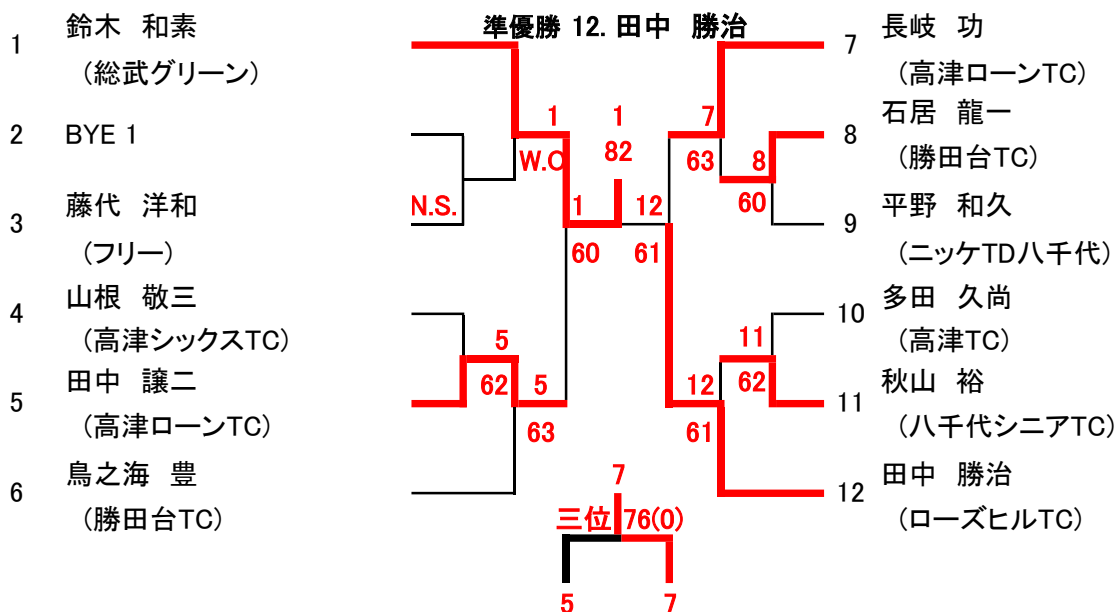 準優勝 12. 田中 勝治
1 鈴木 和素
(総武グリーン)
2 BYE 1
3 藤代 洋和
(フリー)
4 山根 敬三
(高津シックスTC)
5 田中 譲二
(高津ローンTC)
6 鳥之海 豊
(勝田台TC)
1
W.O
N.S.
1
60
5
62
5
63
1
82
12
61
7
63
8
60
11
62
12
61
7 長岐 功
(高津ローンTC)
8 石居 龍一
(勝田台TC)
9 平野 和久
(ニッケTD八千代)
10 多田 久尚
(高津TC)
11 秋山 裕
(八千代シニアTC)
12 田中 勝治
(ローズヒルTC)
7
三位 76(0)
5 7